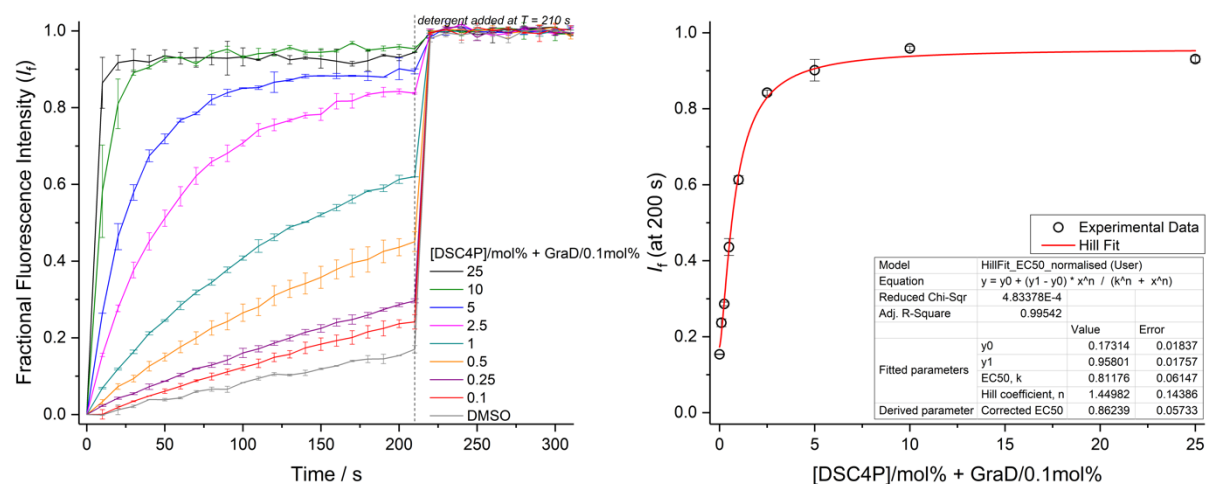 detergent added at T = 210 s
Fractional Fluorescence Intensity (If)
1.0
0.8
0.6
0.4
0.2
0.0
[DSC4P]/mol% + GraD/0.1mol%
25
10
5
2.5
1
0.5
0.25
0.1
DMSO
0 50 100 150 200 250 300
Time / s
If (at 200 s)
1.0
0.8
0.6
0.4
0.2
0.0
Experimental Data
Hill Fit
Model HillFit_EC50_normalised (User)
Equation y = y0 + (y1 - y0) * x^n / (k^n + x^n)
Reduced Chi-Sqr 4.83378E-4
Adj. R-Square 0.99542
Value Error
Fitted parameters
y0 0.17314 0.01837
y1 0.95801 0.01757
EC50, k 0.81176 0.06147
Hill coefficient, n 1.44982 0.14386
Derived parameter Corrected EC50 0.86239 0.05733
0 5 10 15 20 25
[DSC4P]/mol% + GraD/0.1mol%